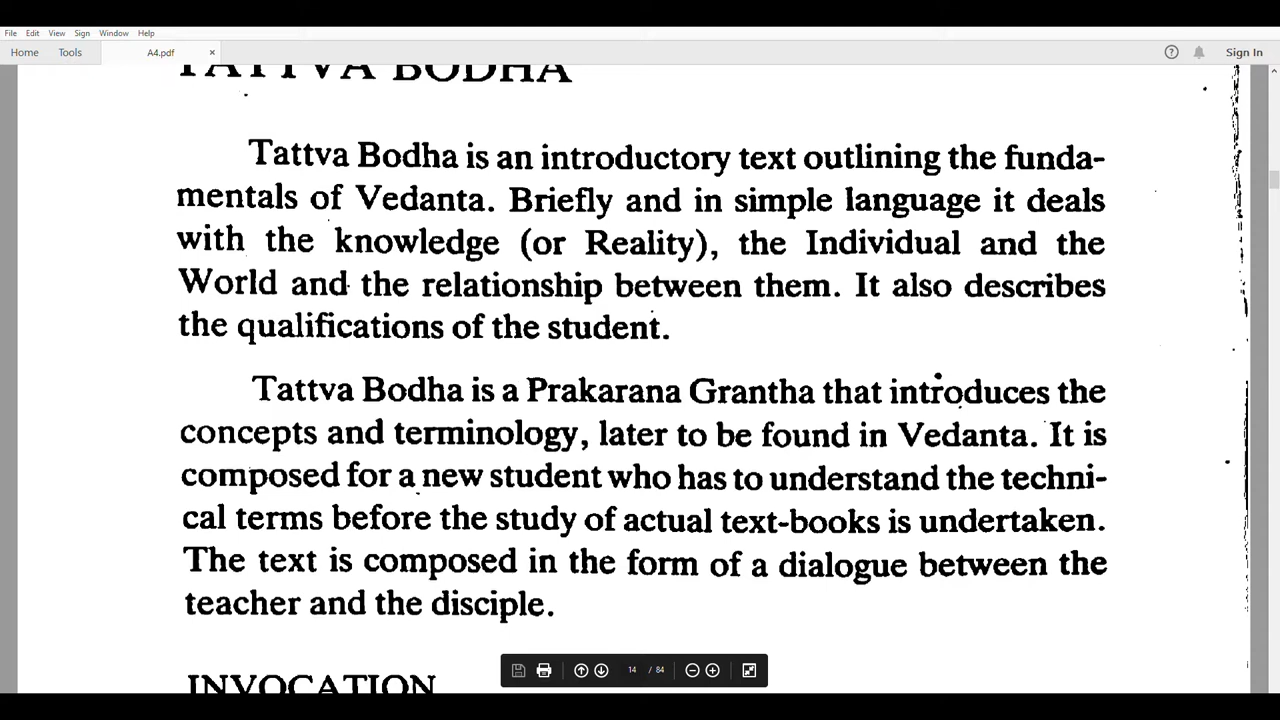 File Edit View Sign Window Help
Home Tools A4.pdf × Sign In
TATTVA BODHA
Tattva Bodha is an introductory text outlining the funda-
mentals of Vedanta. Briefly and in simple language it deals
with the knowledge (or Reality), the Individual and the
World and the relationship between them. It also describes
the qualifications of the student.
Tattva Bodha is a Prakarana Grantha that introduces the
concepts and terminology, later to be found in Vedanta. It is
composed for a new student who has to understand the techni-
cal terms before the study of actual text-books is undertaken.
The text is composed in the form of a dialogue between the
teacher and the disciple.
INVOCATION
14 / 84